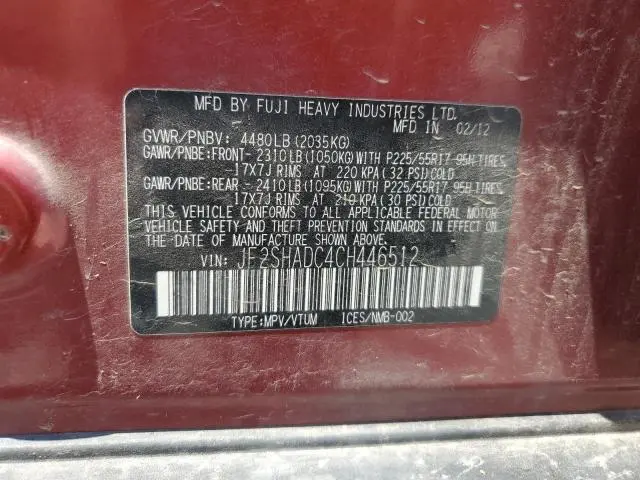 MFD BY FUJI HEAVY INDUSTRIES LTD.
MFD IN 02/12
GVWR/PNBV: 4480LB(2035KG)
GAWR/PNBE:FRONT- 2310LB(1050KG)WITH P225/55R17 95H TIRES
17X7J RIMS AT 220 KPA( 32 PSI)COLD
GAWR/PNBE:REAR - 2410LB(1095KG)WITH P225/55R17 95H TIRES
17X7J RIMS AT 210 KPA( 30 PSI)COLD
THIS VEHICLE CONFORMS TO ALL APPLICABLE FEDERAL MOTOR
VEHICLE SAFETY AND THEFT PREVENTION STANDARDS IN EFFECT ON
THE DATE OF MANUFACTURE SHOWN ABOVE.
VIN: JF2SHADC4CH446512
TYPE:MPV/VTUM ICES/NMB-002